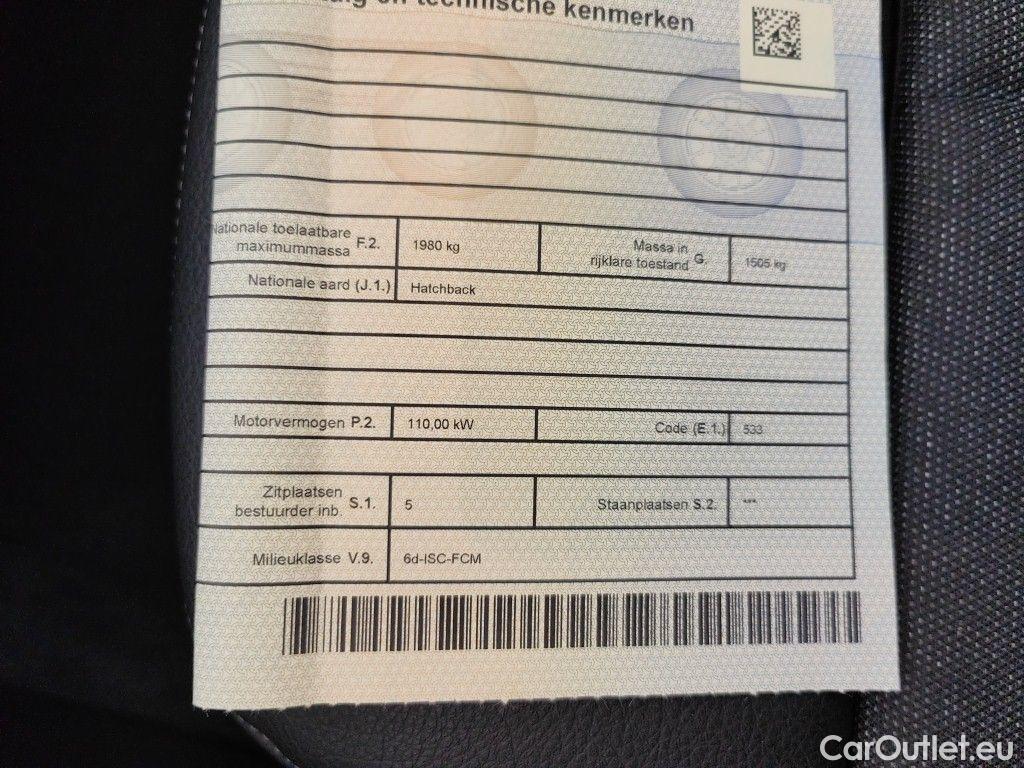 en technische kenmerken
Nationale toelaatbare
maximummassa F.2. 1980 kg
Massa in
rijklare toestand G. 1505 kg
Nationale aard (J.1.) Hatchback
Motorvermogen P.2. 110,00 kW Code (E.1.) 533
Zitplaatsen
bestuurder inb. S.1. 5 Staanplaatsen S.2. ***
Milieuklasse V.9. 6d-ISC-FCM
CarOutlet.eu